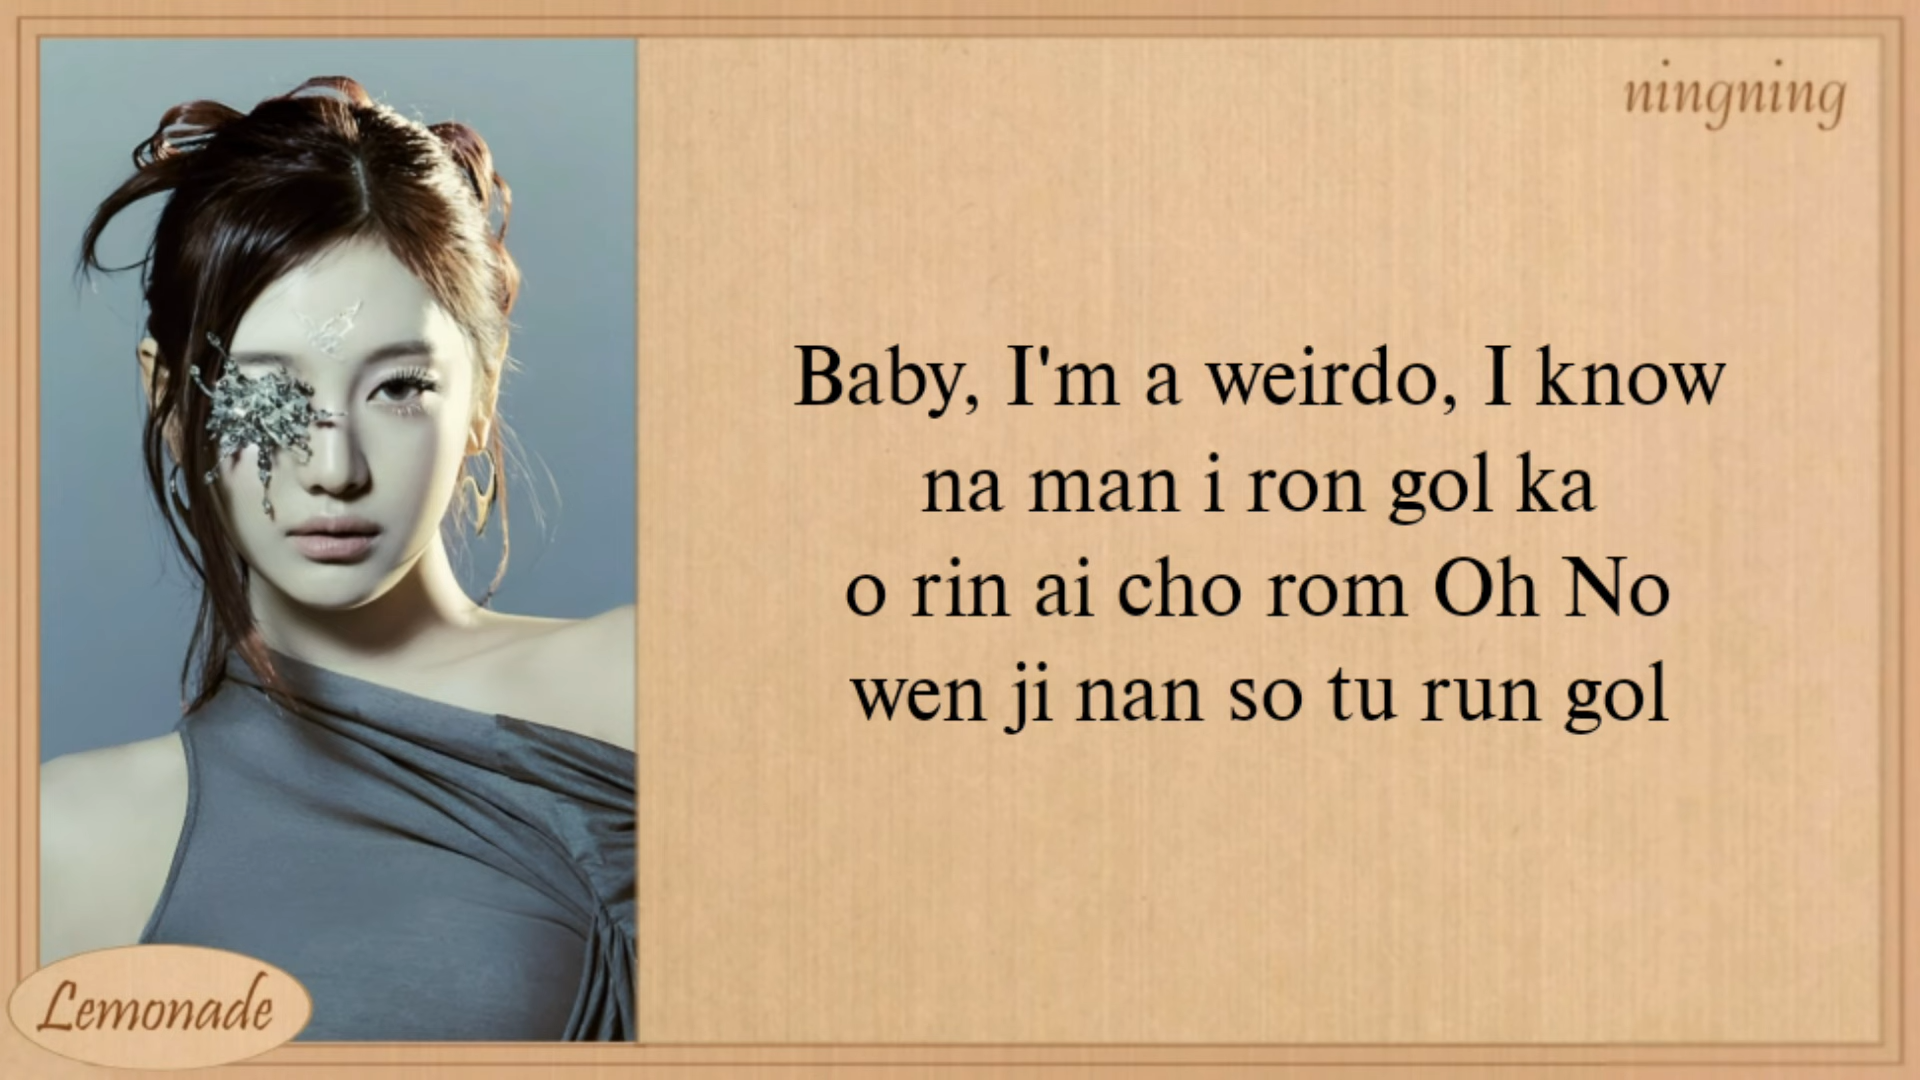 ningning
Baby, I'm a weirdo, I know
na man i ron gol ka
o rin ai cho rom Oh No
wen ji nan so tu run gol
Lemonade